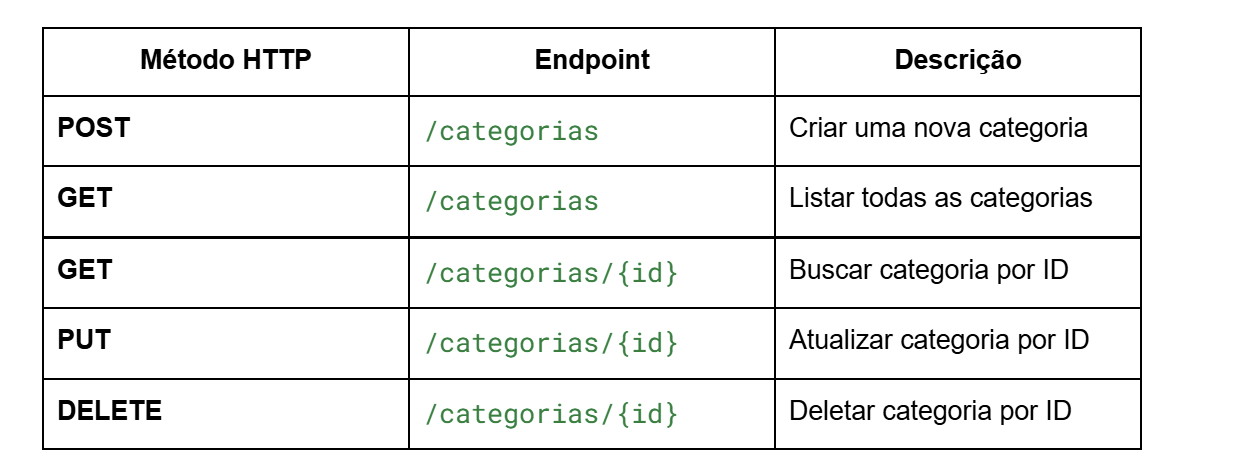 Método HTTP Endpoint Descrição
POST /categorias Criar uma nova categoria
GET /categorias Listar todas as categorias
GET /categorias/{id} Buscar categoria por ID
PUT /categorias/{id} Atualizar categoria por ID
DELETE /categorias/{id} Deletar categoria por ID